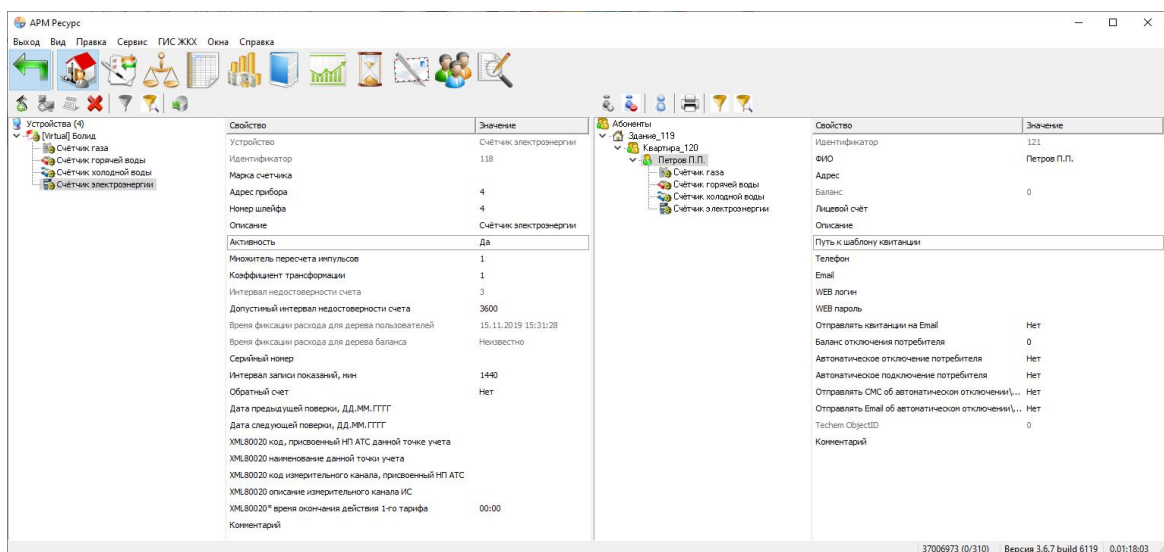 АРМ Ресурс
Выход Вид Правка Сервис ГИС ЖКХ Окна Справка
Устройства (4)
[Virtual] Болид
Счётчик газа
Счётчик горячей воды
Счётчик холодной воды
Счётчик электроэнергии
Свойство Значение
Устройство Счётчик электроэнергии
Идентификатор 118
Марка счетчика
Адрес прибора 4
Номер шлейфа 4
Описание Счётчик электроэнергии
Активность Да
Множитель пересчета импульсов 1
Коэффициент трансформации 1
Интервал недостоверности счета 3
Допустимый интервал недостоверности счета 3600
Время фиксации расхода для дерева пользователей 15.11.2019 15:31:28
Время фиксации расхода для дерева баланса Неизвестно
Серийный номер
Интервал записи показаний, мин 1440
Обратный счет Нет
Дата предыдущей поверки, ДД.ММ.ГГГГ
Дата следующей поверки, ДД.ММ.ГГГГ
XML80020 код, присвоенный НП АТС данной точке учета
XML80020 наименование данной точки учета
XML80020 код измерительного канала, присвоенный НП АТС
XML80020 описание измерительного канала ИС
XML80020* время окончания действия 1-го тарифа 00:00
Комментарий
Абоненты
Здание_119
Квартира_120
Петров П.П.
Счётчик газа
Счётчик горячей воды
Счётчик холодной воды
Счётчик электроэнергии
Свойство Значение
Идентификатор 121
ФИО Петров П.П.
Адрес
Баланс 0
Лицевой счёт
Описание
Путь к шаблону квитанции
Телефон
Email
WEB логин
WEB пароль
Отправлять квитанции на Email Нет
Баланс отключения потребителя 0
Автоматическое отключение потребителя Нет
Автоматическое подключение потребителя Нет
Отправлять СМС об автоматическом отключении\... Нет
Отправлять Email об автоматическом отключении\... Нет
Techem ObjectID 0
Комментарий
37006973 (0/310) Версия 3.6.7 build 6119 0.01:18:03